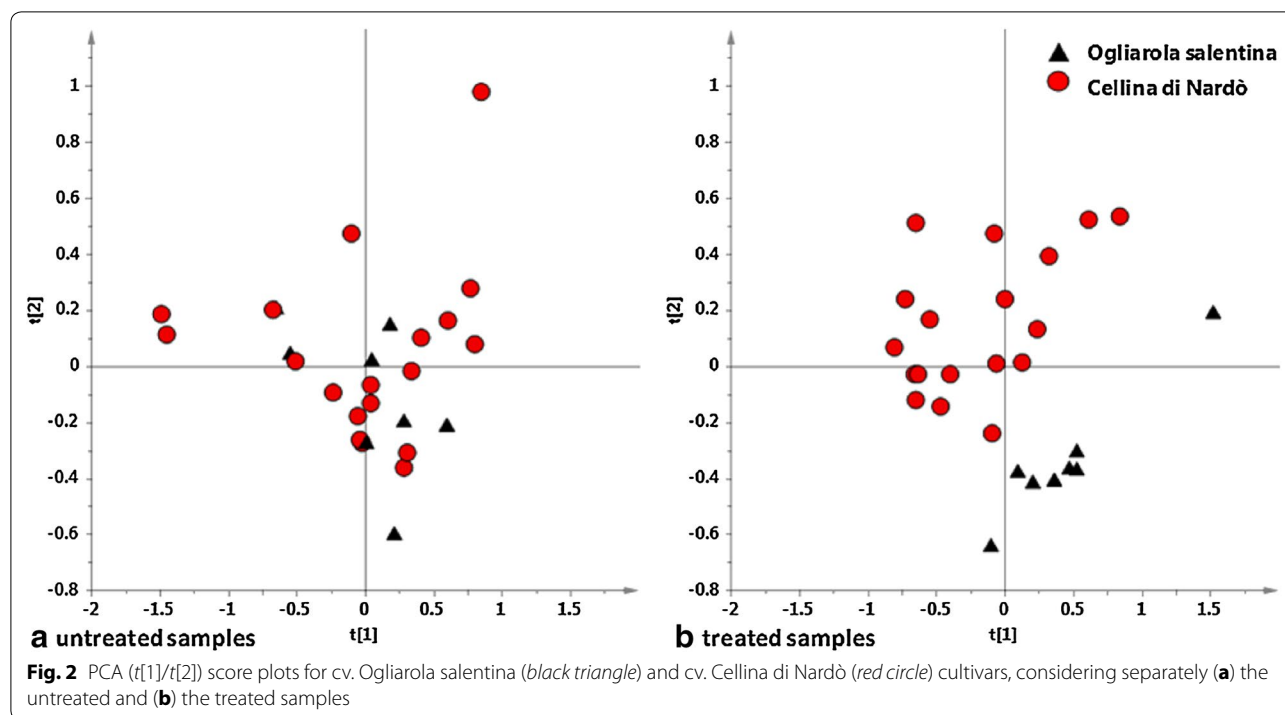 Ogliarola salentina
Cellina di Nardò
1
0.8
0.6
0.4
0.2
0
-0.2
-0.4
-0.6
-0.8
t[2]
-2 -1.5 -1 -0.5 0 0.5 1 1.5
t[1]
a untreated samples
1
0.8
0.6
0.4
0.2
0
-0.2
-0.4
-0.6
-0.8
t[2]
-2 -1.5 -1 -0.5 0 0.5 1 1.5
t[1]
b treated samples
Fig. 2 PCA (t[1]/t[2]) score plots for cv. Ogliarola salentina (black triangle) and cv. Cellina di Nardò (red circle) cultivars, considering separately (a) the
untreated and (b) the treated samples